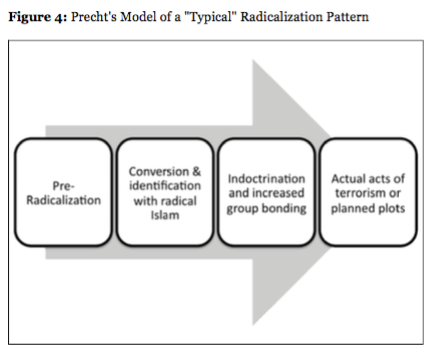 Figure 4: Precht's Model of a "Typical" Radicalization Pattern
Pre-
Radicalization
Conversion &
identification
with radical
Islam
Indoctrination
and increased
group bonding
Actual acts of
terrorism or
planned plots